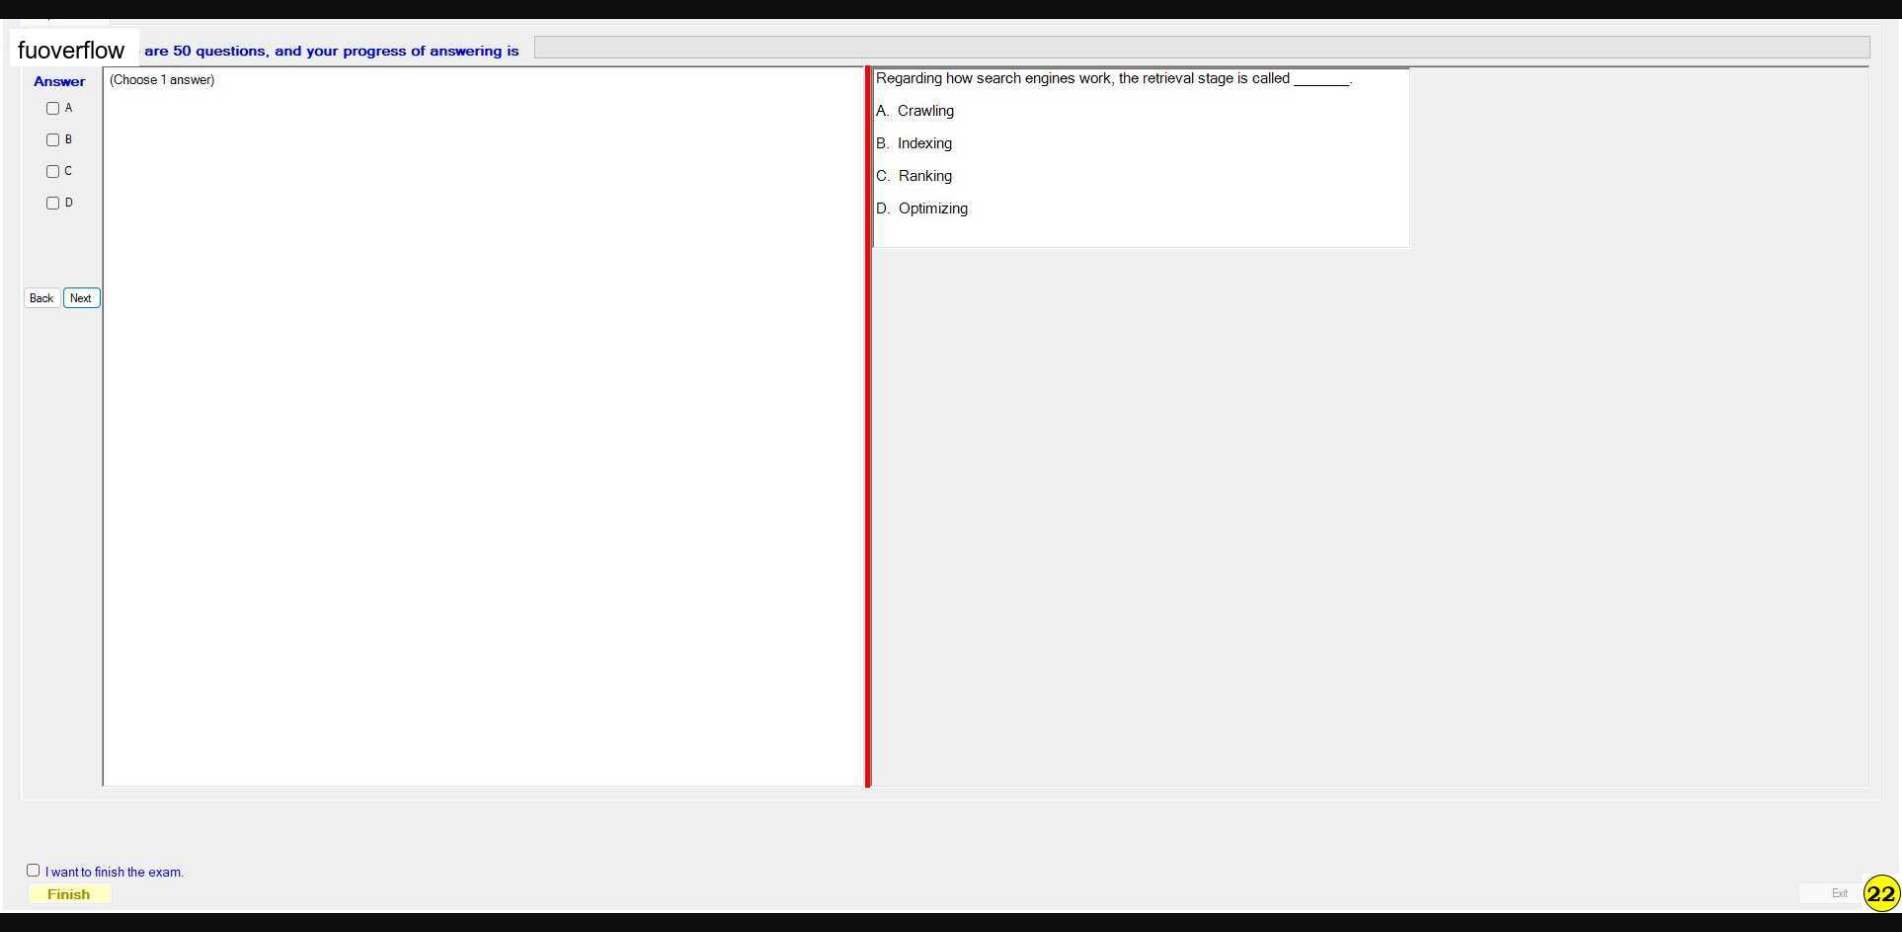 fuoverflow are 50 questions, and your progress of answering is
Answer
(Choose 1 answer)
A
B
C
D
Back Next
Regarding how search engines work, the retrieval stage is called _______.
A. Crawling
B. Indexing
C. Ranking
D. Optimizing
I want to finish the exam.
Finish
Exit
22